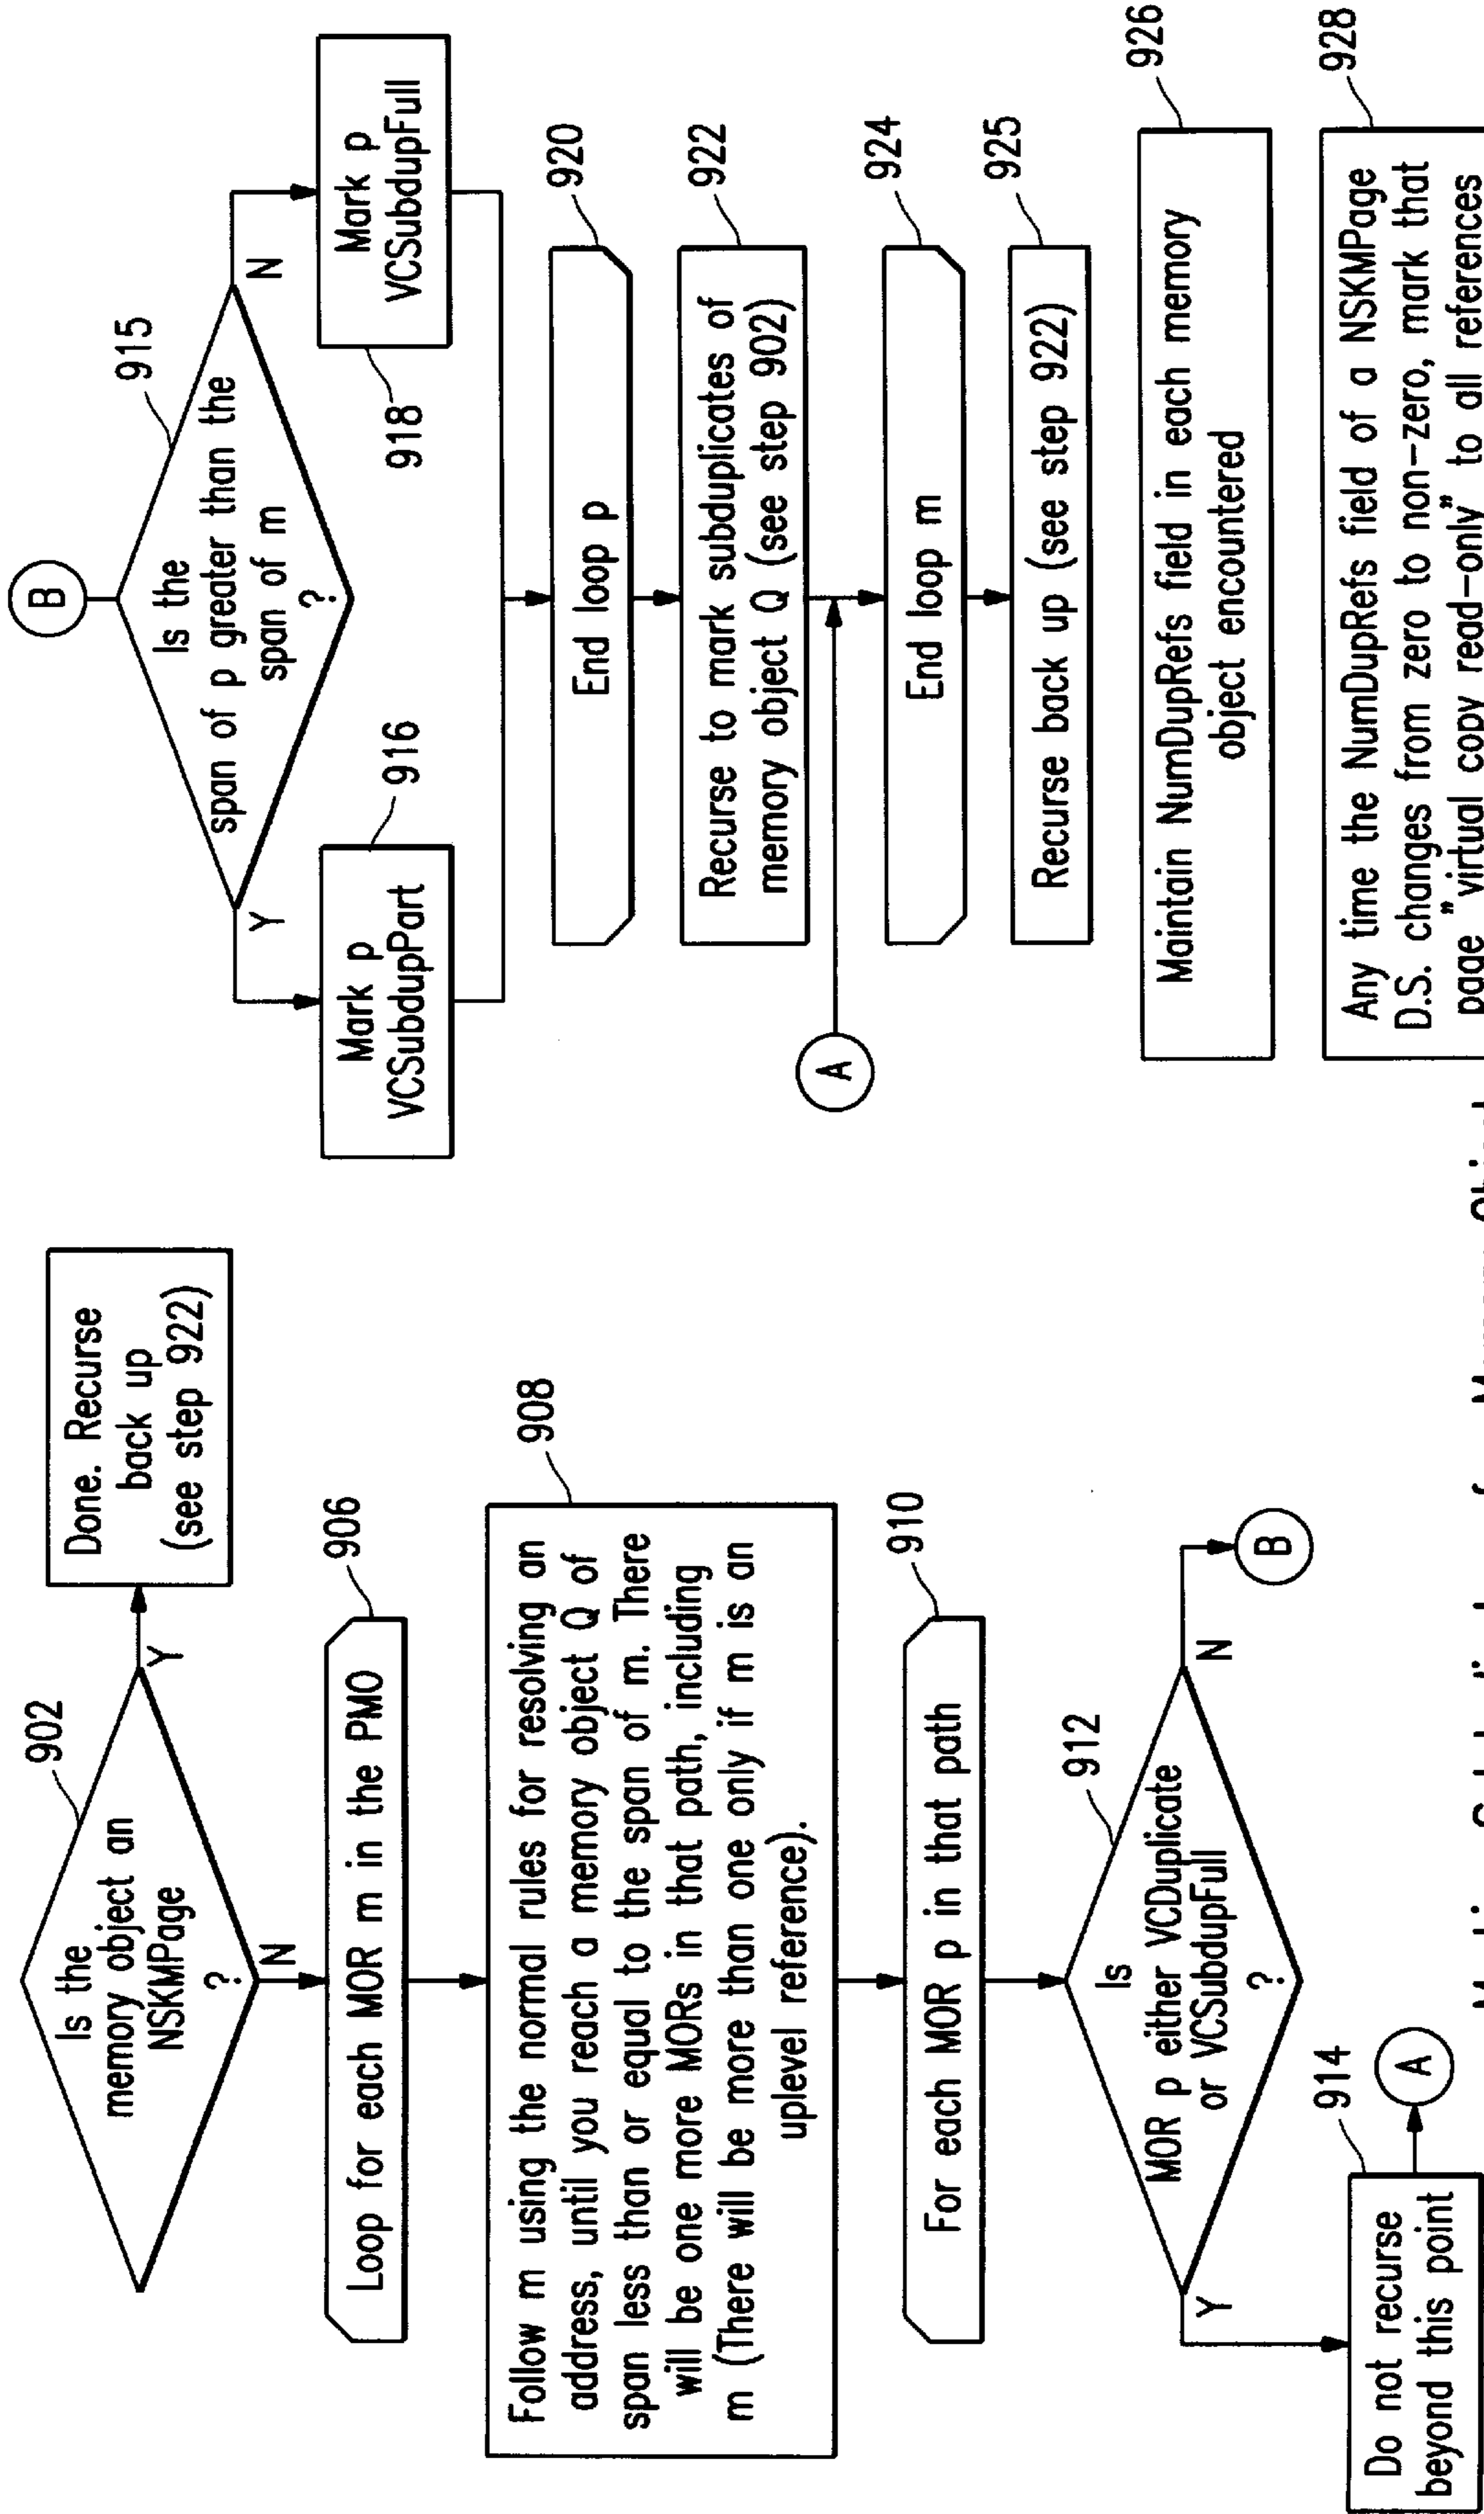 902
Is the
memory object an
NSKMPage
?
Y
N
Done. Recurse
back up
(see step 922)
906
Loop for each MOR m in the PMO
908
Follow m using the normal rules for resolving an
address, until you reach a memory object Q of
span less than or equal to the span of m. There
will be one more MORs in that path, including
m (There will be more than one only if m is an
uplevel reference).
910
For each MOR p in that path
912
Is
MOR p either VCDuplicate
or VCSubdupFull
?
Y
N
914
Do not recurse
beyond this point
A
B
B
915
Is the
span of p greater than the
span of m
?
Y
N
916
Mark p
VCSubdupPart
918
Mark p
VCSubdupFull
920
End loop p
922
Recurse to mark subduplicates of
memory object Q (see step 902)
A
924
End loop m
925
Recurse back up (see step 922)
926
Maintain NumDupRefs field in each memory
object encountered
928
Any time the NumDupRefs field of a NSKMPage
D.S. changes from zero to non-zero, mark that
page "virtual copy read-only" to all references